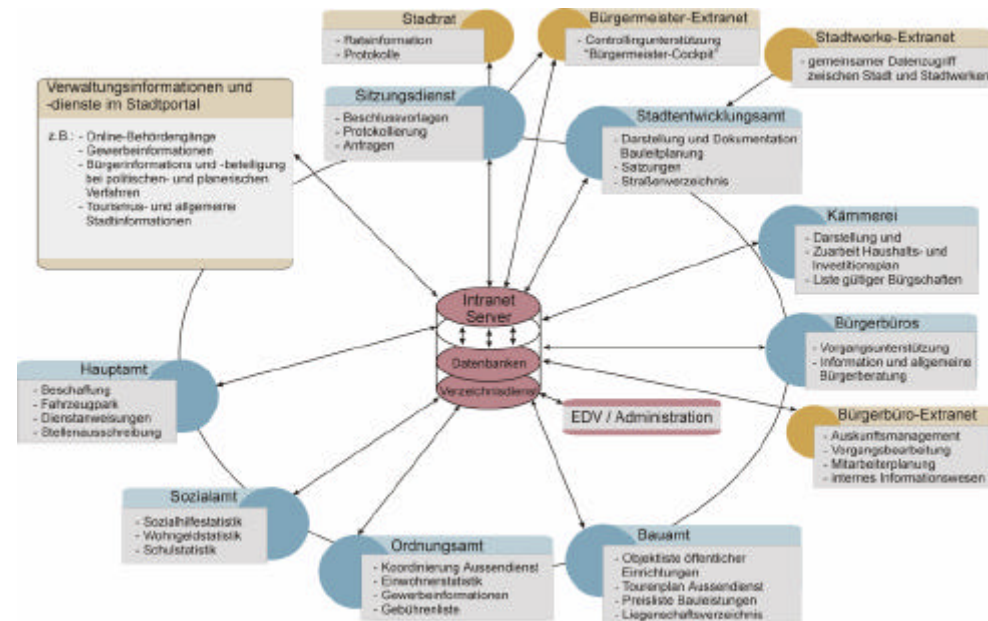 Stadtrat
- Ratsinformation
- Protokolle
Bürgermeister-Extranet
- Controllingunterstützung
"Bürgermeister-Cockpit"
Stadtwerke-Extranet
- gemeinsamer Datenzugriff
zeischen Stadt und Stadtwerken
Verwaltungsinformationen und
-dienste im Stadtportal
z.B.: - Online-Behördengänge
- Gewerbeinformationen
- Bürgerinformations und -beteiligung
bei politischen- und planerischen
Verfahren
- Tourismus- und allgemeine
Stadtinformationen
Sitzungsdienst
- Beschlussvorlagen
- Protokollierung
- Anfragen
Stadtentwicklungsamt
- Darstellung und Dokumentation
Bauleitplanung
- Satzungen
- Straßenverzeichnis
Kämmerei
- Darstellung und
- Zuarbeit Haushalts- und
Investitionsplan
- Liste gültiger Bürgschaften
Intranet
Server
Datenbanken
Verzeichnisdienst
EDV / Administration
Bürgerbüros
- Vorgangsunterstützung
- Information und allgemeine
Bürgerberatung
Hauptamt
- Beschaffung
- Fahrzeugpark
- Dienstanweisungen
- Stellenausschreibung
Bürgerbüro-Extranet
- Auskunftsmanagement
- Vorgangsbearbeitung
- Mitarbeiterplanung
- internes Informationswesen
Sozialamt
- Sozialhilfestatistik
- Wohngeldstatistik
- Schulstatistik
Ordnungsamt
- Koordinierung Aussendienst
- Einwohnerstatistik
- Gewerbeinformationen
- Gebührenliste
Bauamt
- Objektliste öffentlicher
Einrichtungen
- Tourenplan Aussendienst
- Preisliste Bauleistungen
- Liegenschaftsverzeichnis